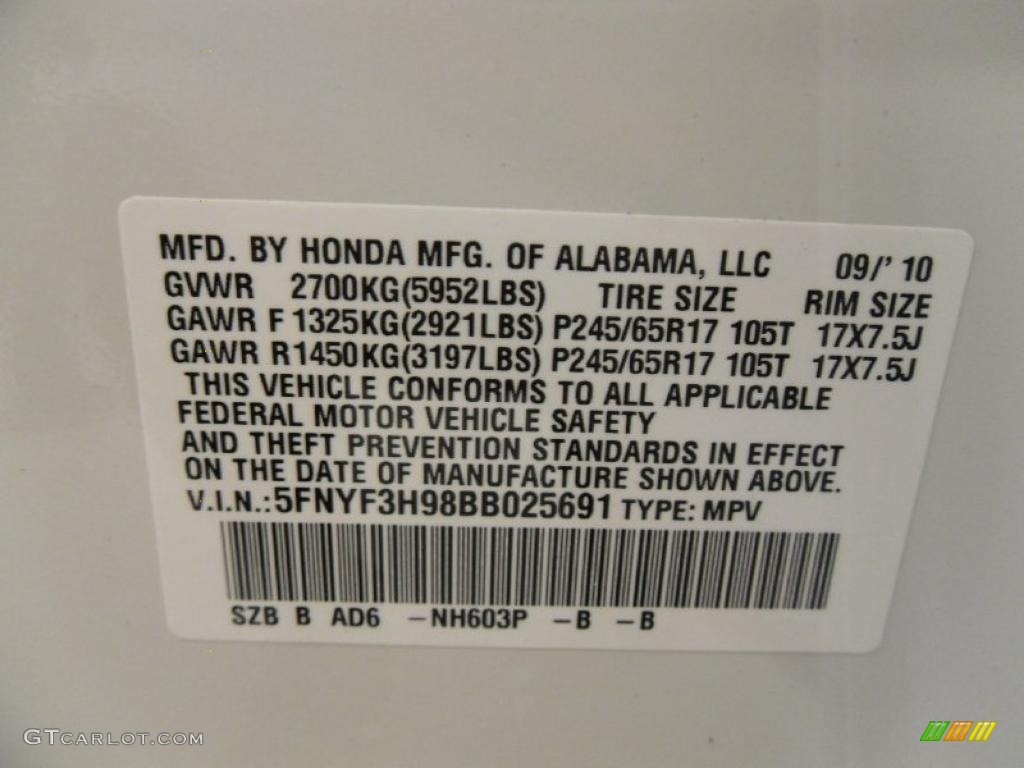 MFD. BY HONDA MFG. OF ALABAMA, LLC 09/' 10
GVWR 2700KG(5952LBS) TIRE SIZE RIM SIZE
GAWR F 1325KG(2921LBS) P245/65R17 105T 17X7.5J
GAWR R1450KG(3197LBS) P245/65R17 105T 17X7.5J
THIS VEHICLE CONFORMS TO ALL APPLICABLE
FEDERAL MOTOR VEHICLE SAFETY
AND THEFT PREVENTION STANDARDS IN EFFECT
ON THE DATE OF MANUFACTURE SHOWN ABOVE.
V.I.N.:5FNYF3H98BB025691 TYPE: MPV
SZB B AD6 -NH603P -B -B
GTCARLOT.COM